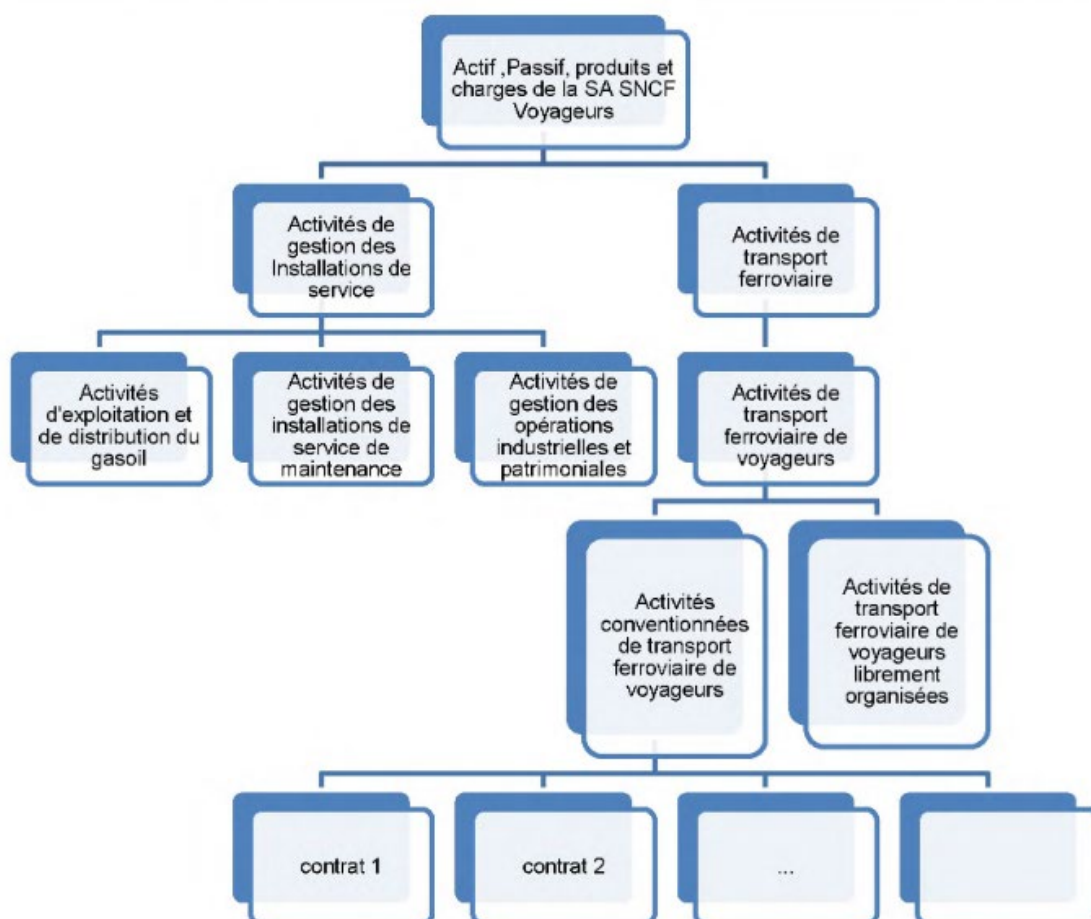 Actif ,Passif, produits et
charges de la SA SNCF
Voyageurs
Activités de
gestion des
Installations de
service
Activités de
transport
ferroviaire
Activités
d'exploitation et
de distribution du
gasoil
Activités de
gestion des
installations de
service de
maintenance
Activités de
gestion des
opérations
industrielles et
patrimoniales
Activités de
transport
ferroviaire de
voyageurs
Activités
conventionnées
de transport
ferroviaire de
voyageurs
Activités de
transport
ferroviaire de
voyageurs
librement
organisées
contrat 1
contrat 2
...